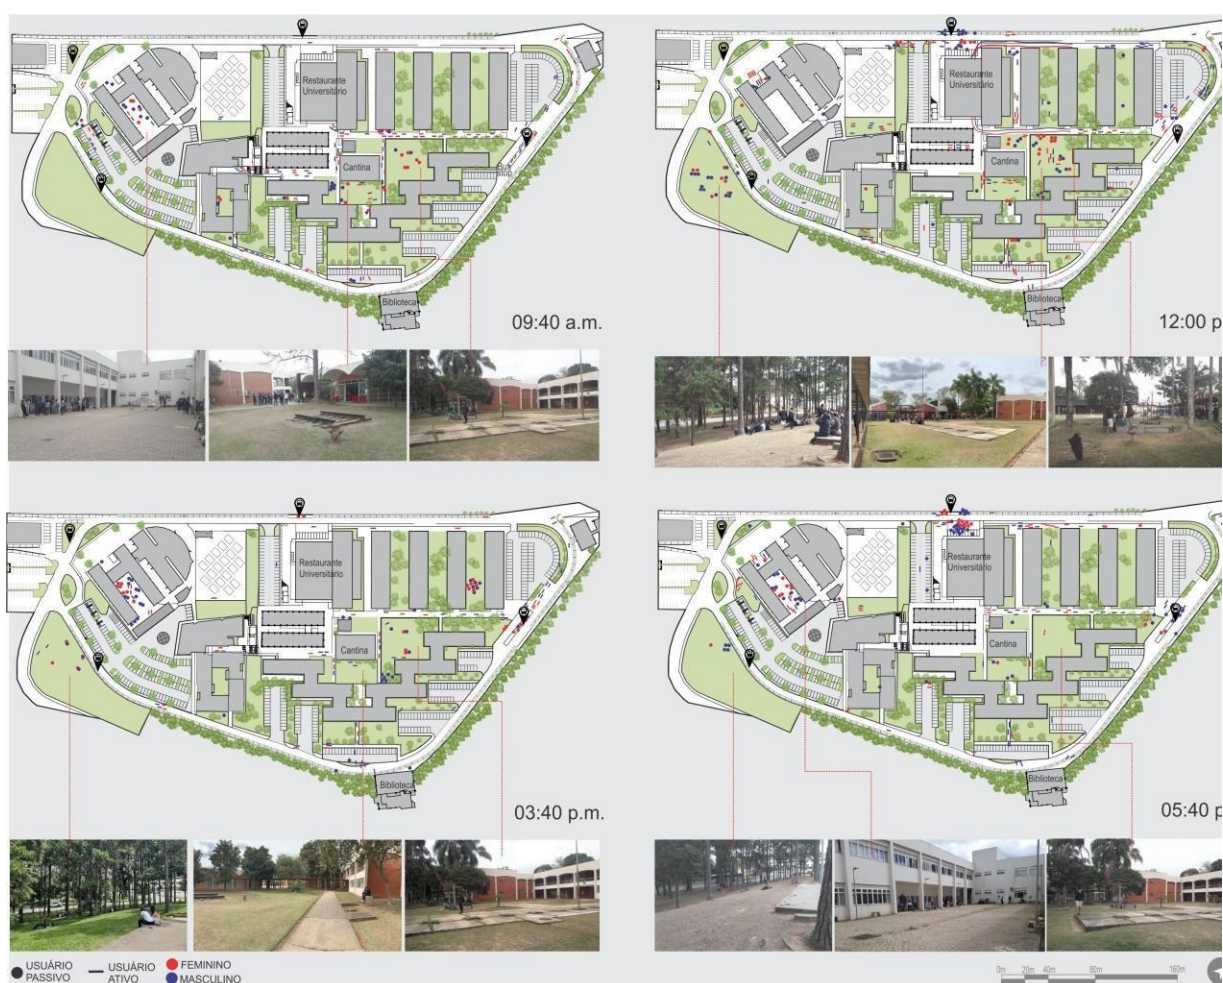 Restaurante
Universitário
Cantina
Biblioteca
09:40 a.m.
Restaurante
Universitário
Cantina
Biblioteca
12:00 p
Restaurante
Universitário
Cantina
Biblioteca
03:40 p.m.
Restaurante
Universitário
Cantina
Biblioteca
05:40 p
USUÁRIO
PASSIVO
USUÁRIO
ATIVO
FEMININO
MASCULINO
0m 20m 40m 80m 160m